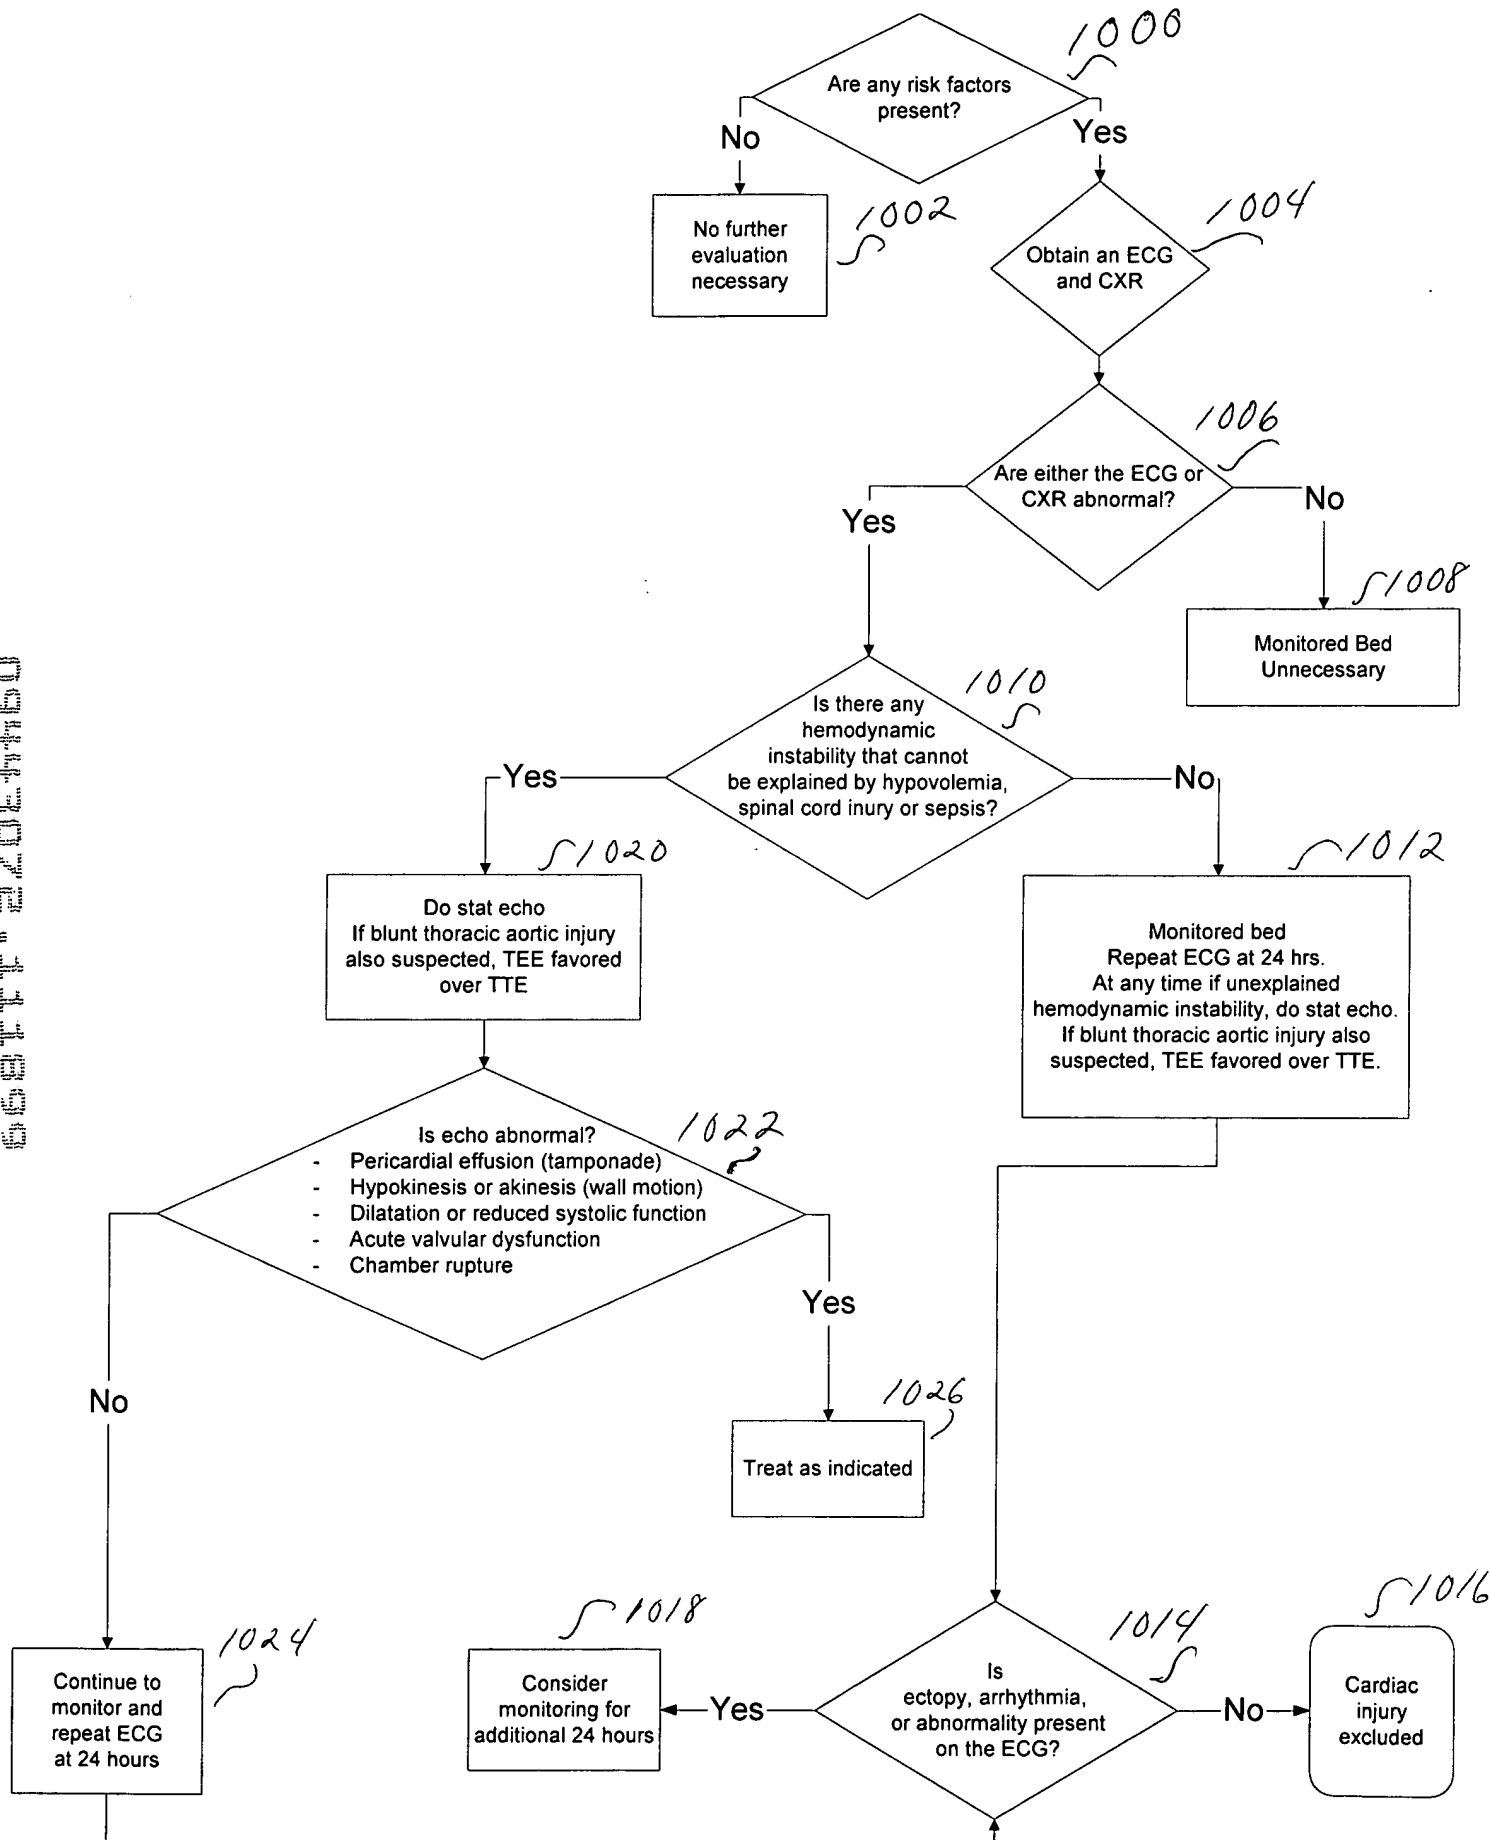 1000
Are any risk factors
present?
No
Yes
1002
No further
evaluation
necessary
1004
Obtain an ECG
and CXR
1006
Are either the ECG or
CXR abnormal?
Yes
No
1008
Monitored Bed
Unnecessary
1010
Is there any
hemodynamic
instability that cannot
be explained by hypovolemia,
spinal cord inury or sepsis?
Yes
No
1020
Do stat echo
If blunt thoracic aortic injury
also suspected, TEE favored
over TTE
1012
Monitored bed
Repeat ECG at 24 hrs.
At any time if unexplained
hemodynamic instability, do stat echo.
If blunt thoracic aortic injury also
suspected, TEE favored over TTE.
1022
Is echo abnormal?
- Pericardial effusion (tamponade)
- Hypokinesis or akinesis (wall motion)
- Dilatation or reduced systolic function
- Acute valvular dysfunction
- Chamber rupture
No
Yes
1026
Treat as indicated
1024
Continue to
monitor and
repeat ECG
at 24 hours
1018
Consider
monitoring for
additional 24 hours
Yes
1014
Is
ectopy, arrhythmia,
or abnormality present
on the ECG?
No
1016
Cardiac
injury
excluded